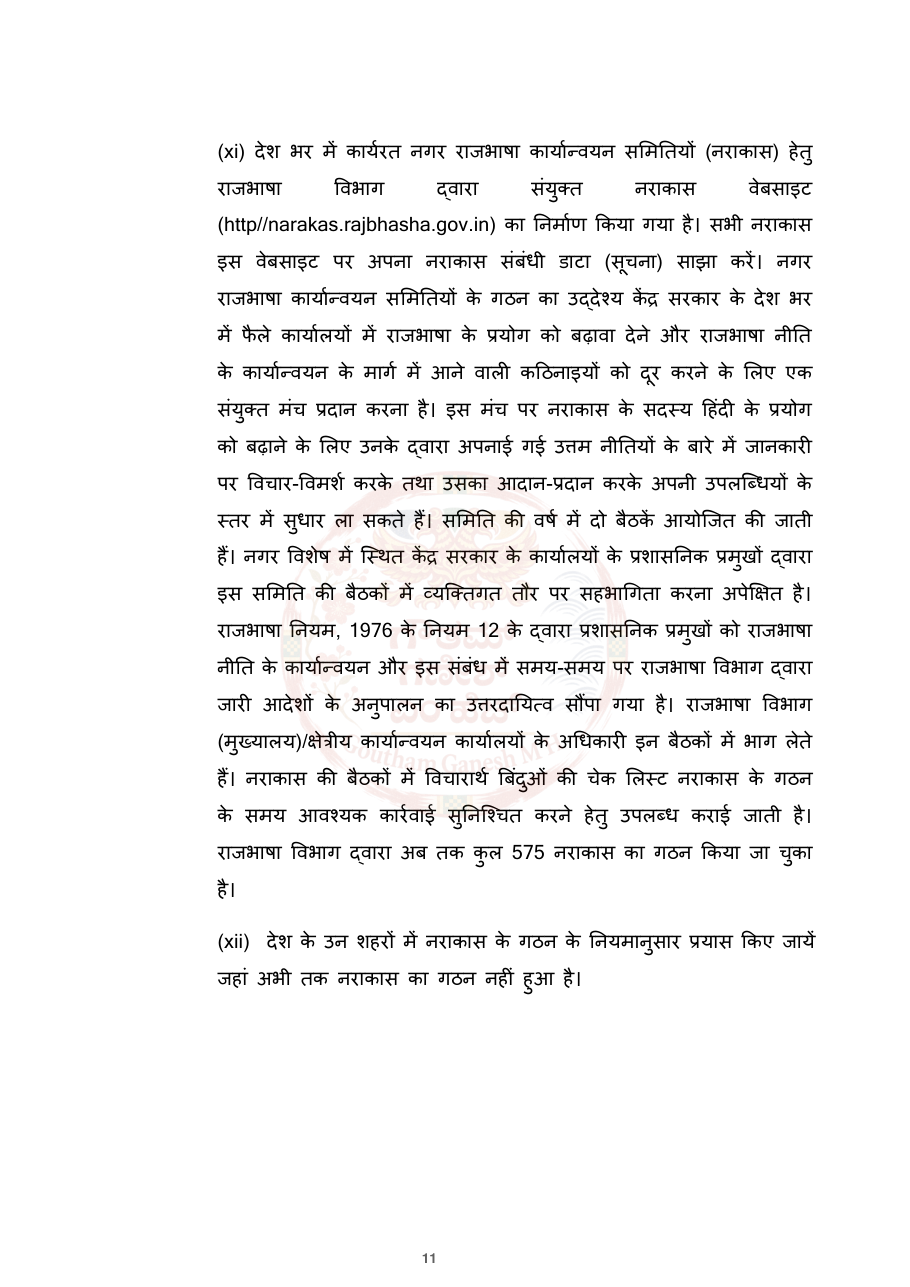 (xi) देश भर में कार्यरत नगर राजभाषा कार्यान्वयन समितियों (नराकास) हेतु
राजभाषा विभाग द्वारा संयुक्त नराकास वेबसाइट
(http//narakas.rajbhasha.gov.in) का निर्माण किया गया है। सभी नराकास
इस वेबसाइट पर अपना नराकास संबंधी डाटा (सूचना) साझा करें। नगर
राजभाषा कार्यान्वयन समितियों के गठन का उद्देश्य केंद्र सरकार के देश भर
में फैले कार्यालयों में राजभाषा के प्रयोग को बढ़ावा देने और राजभाषा नीति
के कार्यान्वयन के मार्ग में आने वाली कठिनाइयों को दूर करने के लिए एक
संयुक्त मंच प्रदान करना है। इस मंच पर नराकास के सदस्य हिंदी के प्रयोग
को बढ़ाने के लिए उनके द्वारा अपनाई गई उत्तम नीतियों के बारे में जानकारी
पर विचार-विमर्श करके तथा उसका आदान-प्रदान करके अपनी उपलब्धियों के
स्तर में सुधार ला सकते हैं। समिति की वर्ष में दो बैठकें आयोजित की जाती
हैं। नगर विशेष में स्थित केंद्र सरकार के कार्यालयों के प्रशासनिक प्रमुखों द्वारा
इस समिति की बैठकों में व्यक्तिगत तौर पर सहभागिता करना अपेक्षित है।
राजभाषा नियम, 1976 के नियम 12 के द्वारा प्रशासनिक प्रमुखों को राजभाषा
नीति के कार्यान्वयन और इस संबंध में समय-समय पर राजभाषा विभाग द्वारा
जारी आदेशों के अनुपालन का उत्तरदायित्व सौंपा गया है। राजभाषा विभाग
(मुख्यालय)/क्षेत्रीय कार्यान्वयन कार्यालयों के अधिकारी इन बैठकों में भाग लेते
हैं। नराकास की बैठकों में विचारार्थ बिंदुओं की चेक लिस्ट नराकास के गठन
के समय आवश्यक कार्रवाई सुनिश्चित करने हेतु उपलब्ध कराई जाती है।
राजभाषा विभाग द्वारा अब तक कुल 575 नराकास का गठन किया जा चुका
है।
(xii) देश के उन शहरों में नराकास के गठन के नियमानुसार प्रयास किए जायें
जहां अभी तक नराकास का गठन नहीं हुआ है।
11